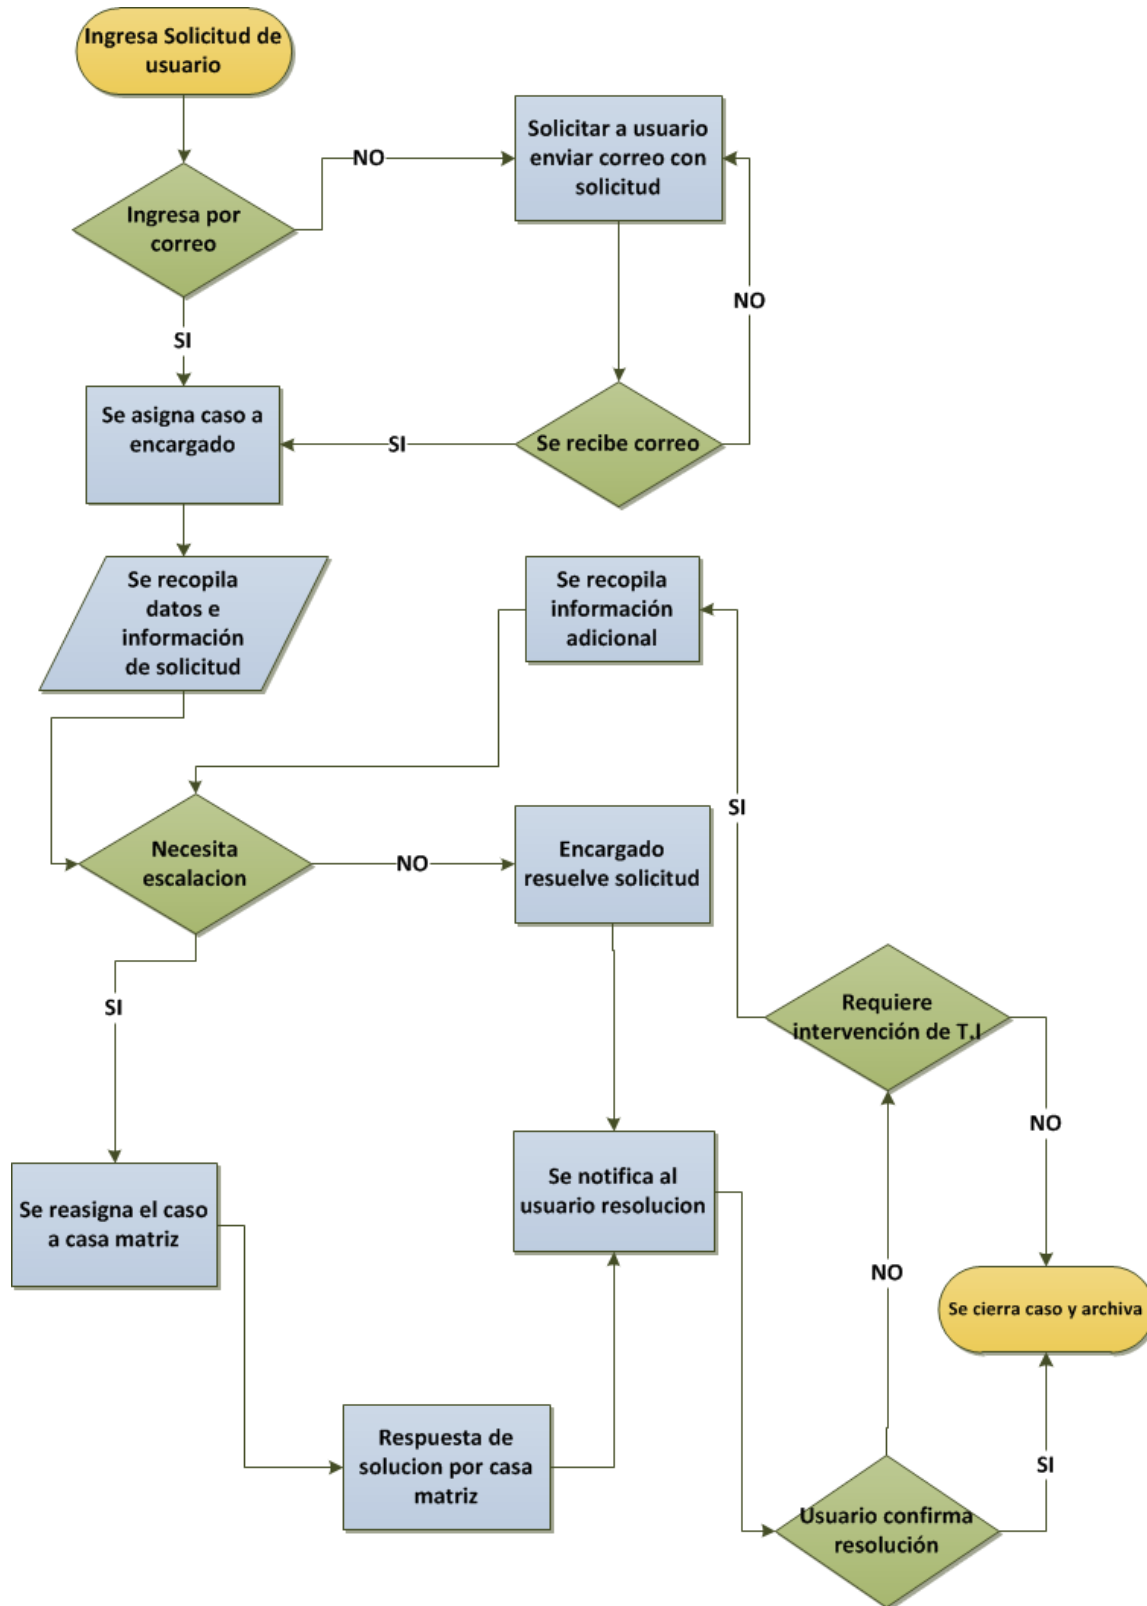 Ingresa Solicitud de
usuario
Solicitar a usuario
enviar correo con
solicitud
NO
Ingresa por
correo
NO
SI
Se asigna caso a
encargado
SI
Se recibe correo
Se recopila
datos e
información
de solicitud
Se recopila
información
adicional
SI
Necesita
escalacion
NO
Encargado
resuelve solicitud
SI
Requiere
intervención de T.I
NO
Se reasigna el caso
a casa matriz
Se notifica al
usuario resolucion
NO
Se cierra caso y archiva
Respuesta de
solucion por casa
matriz
SI
Usuario confirma
resolución